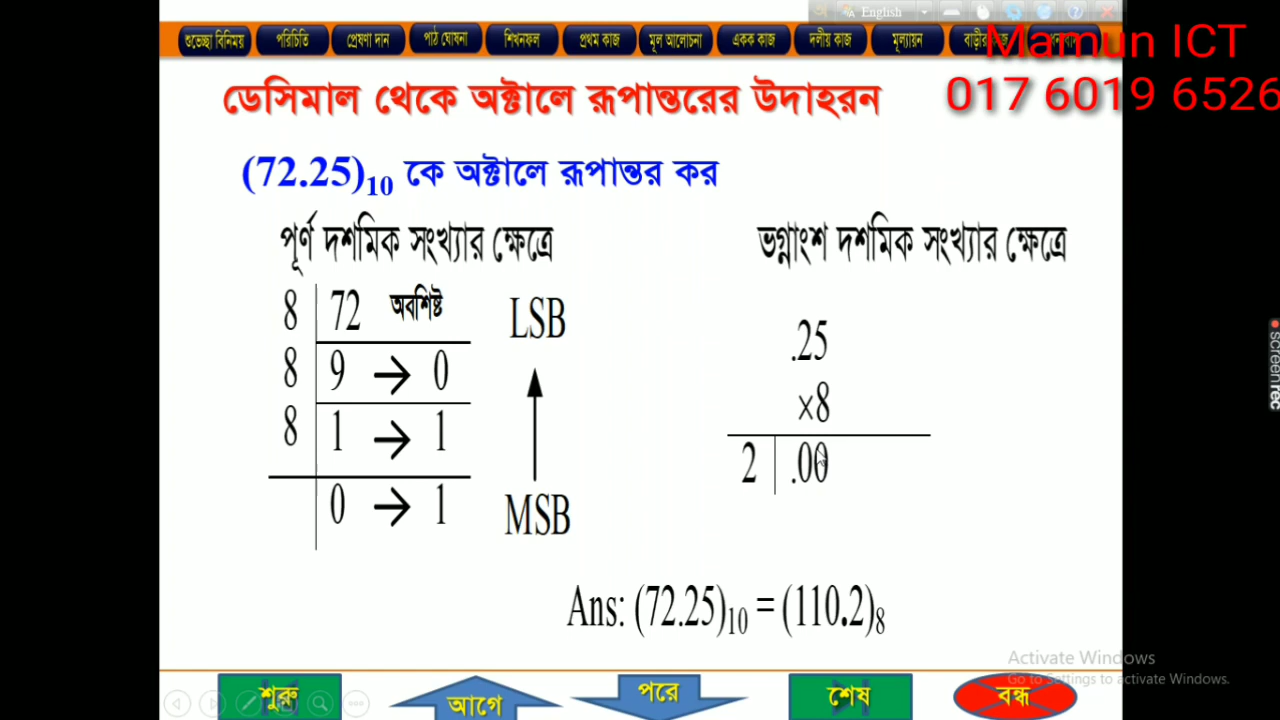 English
শুভেচ্ছা বিনিময় পরিচিতি প্রেষণা দান পাঠ ঘোষনা শিখনফল প্রথম কাজ মূল আলোচনা একক কাজ দলীয় কাজ মূল্যায়ন
Mamun ICT
017 6019 6526
ডেসিমাল থেকে অক্টালে রূপান্তরের উদাহরন
(72.25)10 কে অক্টালে রূপান্তর কর
পূর্ণ দশমিক সংখ্যার ক্ষেত্রে
8 72 অবশিষ্ট LSB
8 9 → 0
8 1 → 1
0 → 1 MSB
ভগ্নাংশ দশমিক সংখ্যার ক্ষেত্রে
.25
×8
2 .00
Ans: (72.25)10 = (110.2)8
Activate Windows
Go to Settings to activate Windows.
শুরু আগে পরে শেষ বন্ধ
screenrec